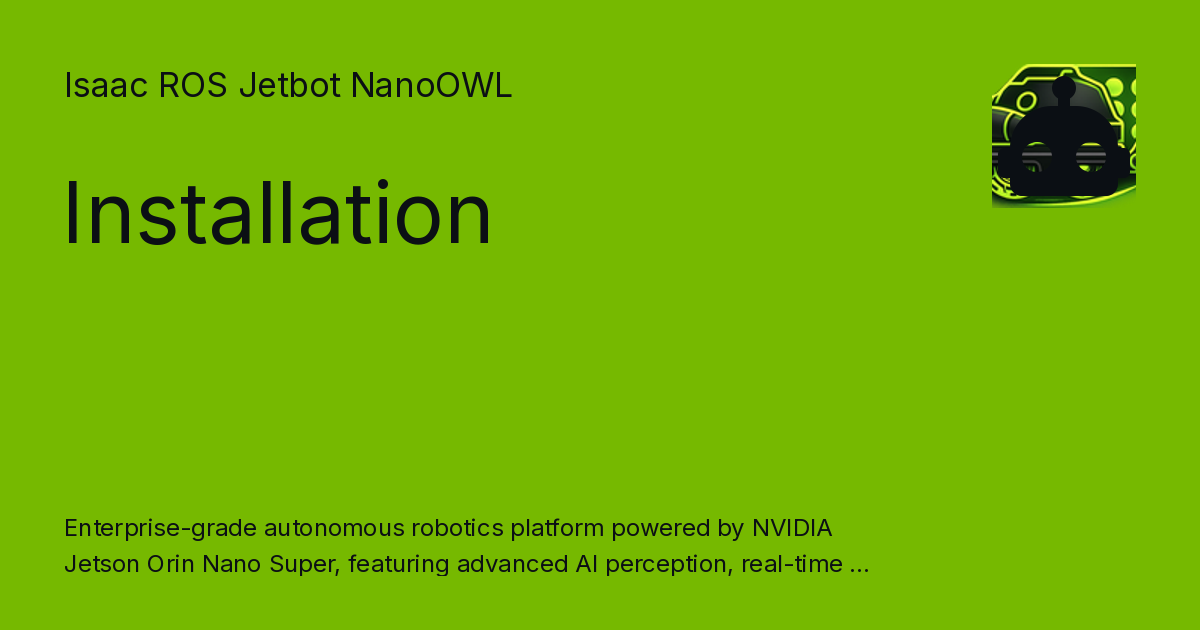 Isaac ROS Jetbot NanoOWL
Installation
Enterprise-grade autonomous robotics platform powered by NVIDIA
Jetson Orin Nano Super, featuring advanced AI perception, real-time ...